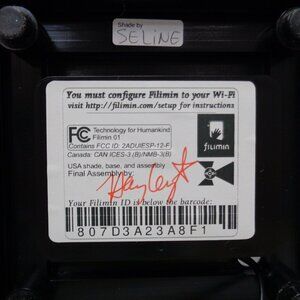 Shade by
SELINE
You must configure Filimin to your Wi-Fi
visit http://filimin.com/setup for instructions
FC Technology for Humankind
Filimin 01
Contains FCC ID: 2ADUIESP-12-F
Canada: CAN ICES-3 (B)/NMB-3(B)
filimin
USA shade, base, and assembly
Final Assembly by:
Hayley
Your Filimin ID is below the barcode:
807D3A23A8F1